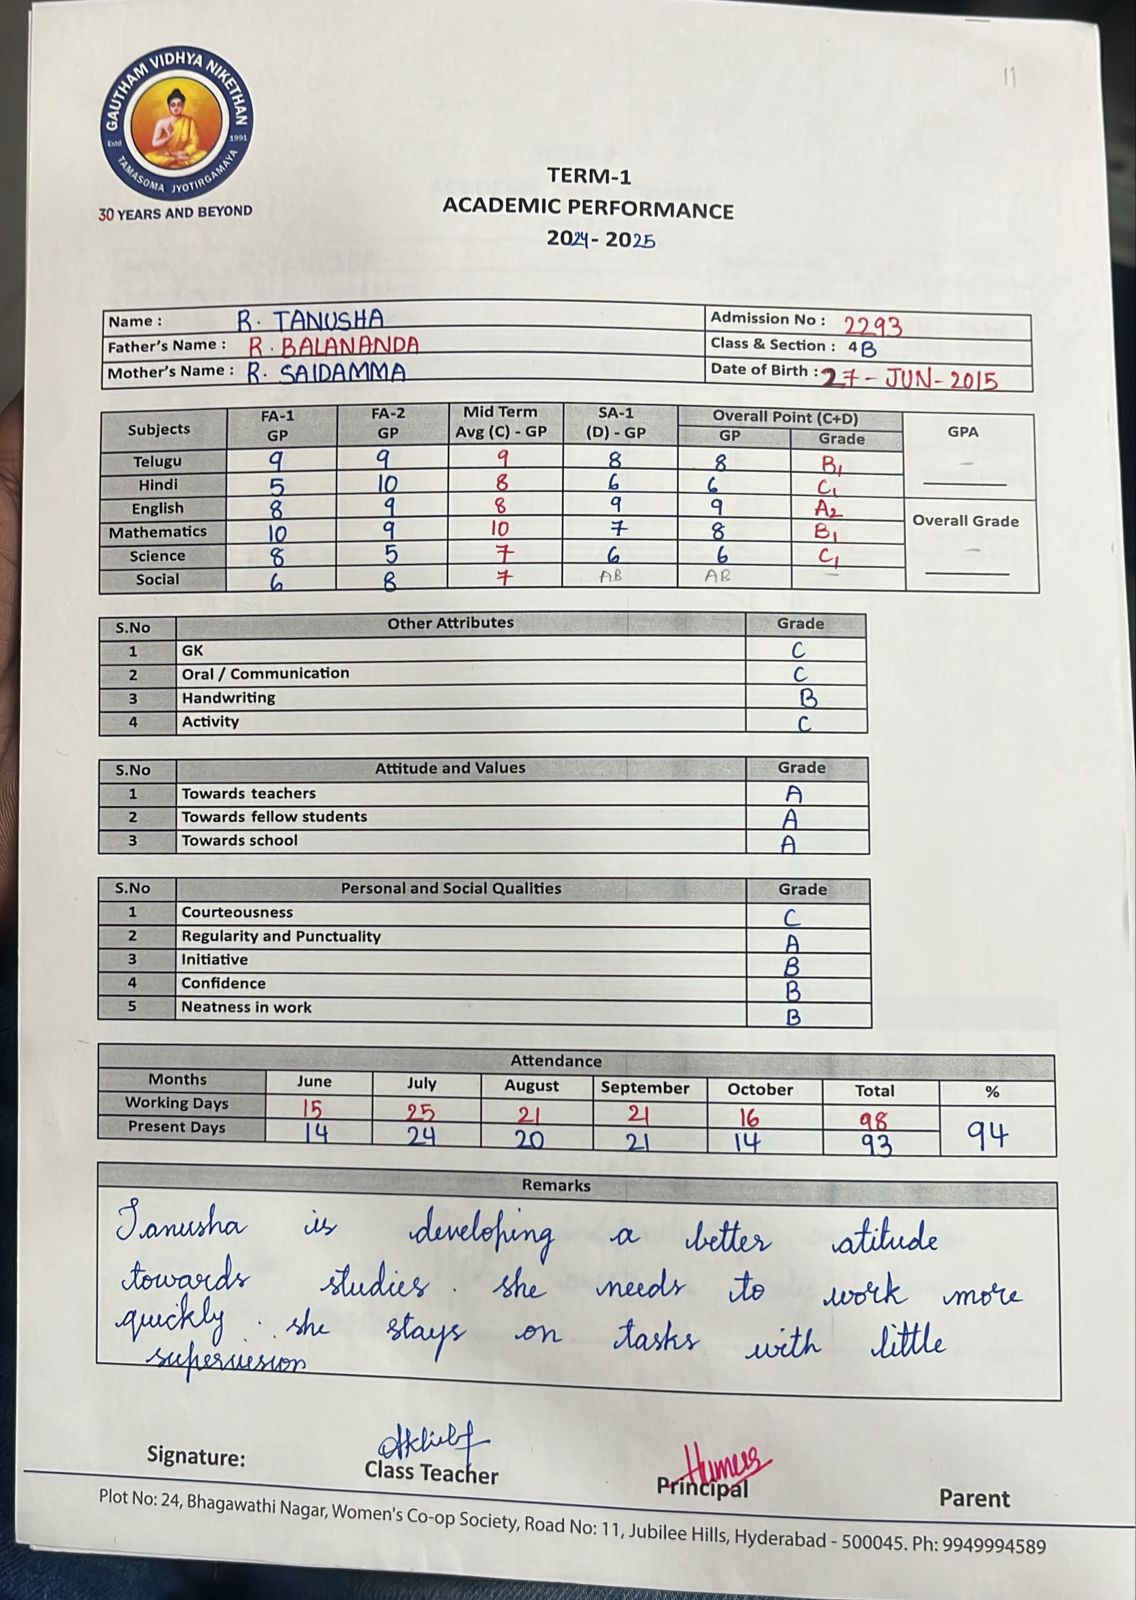 GAUTHAM VIDHYA NIKETHAN
Estd 1991
TAMASOMA JYOTIRGAMAYA
30 YEARS AND BEYOND
11
TERM-1
ACADEMIC PERFORMANCE
2024- 2025
Name : R. TANUSHA Admission No : 2293
Father's Name : R. BALANANDA Class & Section : 4B
Mother's Name : R. SAIDAMMA Date of Birth : 27-JUN-2015
Subjects FA-1 GP FA-2 GP Mid Term Avg (C) - GP SA-1 (D) - GP Overall Point (C+D) GP Grade GPA
Telugu 9 9 9 8 8 B1 —
Hindi 5 10 8 6 6 C1
English 8 9 8 9 9 A2
Mathematics 10 9 10 7 8 B1 Overall Grade
Science 8 5 7 6 6 C1 —
Social 6 8 7 AB AB —
S.No Other Attributes Grade
1 GK C
2 Oral / Communication C
3 Handwriting B
4 Activity C
S.No Attitude and Values Grade
1 Towards teachers A
2 Towards fellow students A
3 Towards school A
S.No Personal and Social Qualities Grade
1 Courteousness C
2 Regularity and Punctuality A
3 Initiative B
4 Confidence B
5 Neatness in work B
Attendance
Months June July August September October Total %
Working Days 15 25 21 21 16 98 94
Present Days 14 24 20 21 14 93
Remarks
Tanusha is developing a better atitude
towards studies. she needs to work more
quickly. she stays on tasks with little
supervesion
Signature: Class Teacher Principal Parent
Plot No: 24, Bhagawathi Nagar, Women's Co-op Society, Road No: 11, Jubilee Hills, Hyderabad - 500045. Ph: 9949994589